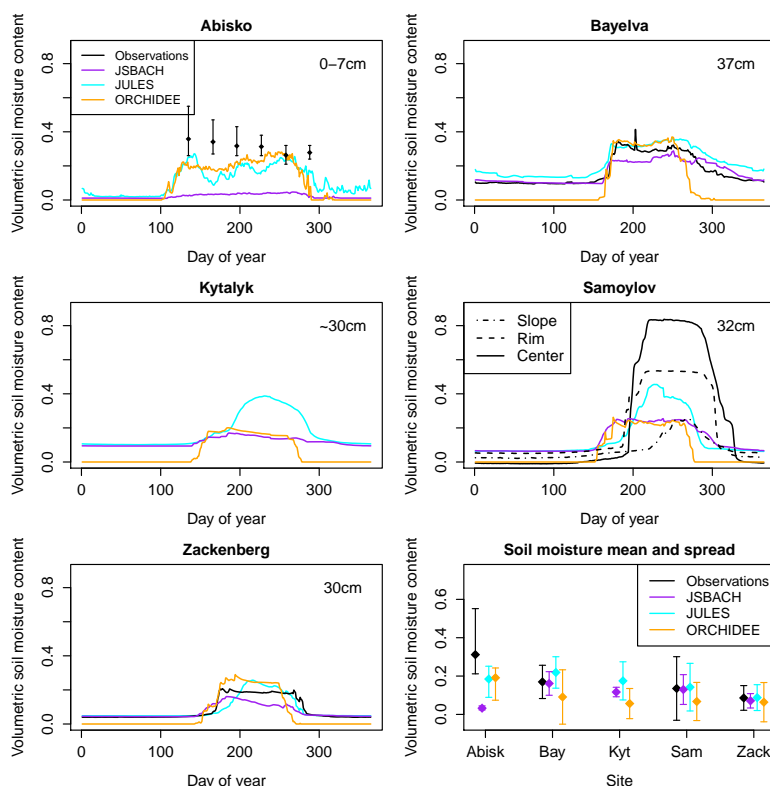 Abisko
Volumetric soil moisture content
0.0 0.4 0.8
Observations
JSBACH
JULES
ORCHIDEE
0−7cm
0 100 200 300
Day of year
Bayelva
Volumetric soil moisture content
0.0 0.4 0.8
37cm
0 100 200 300
Day of year
Kytalyk
Volumetric soil moisture content
0.0 0.4 0.8
~30cm
0 100 200 300
Day of year
Samoylov
Volumetric soil moisture content
0.0 0.4 0.8
Slope
Rim
Center
32cm
0 100 200 300
Day of year
Zackenberg
Volumetric soil moisture content
0.0 0.4 0.8
30cm
0 100 200 300
Day of year
Soil moisture mean and spread
Volumetric soil moisture content
0.0 0.2 0.4 0.6
Observations
JSBACH
JULES
ORCHIDEE
Abisk Bay Kyt Sam Zack
Site